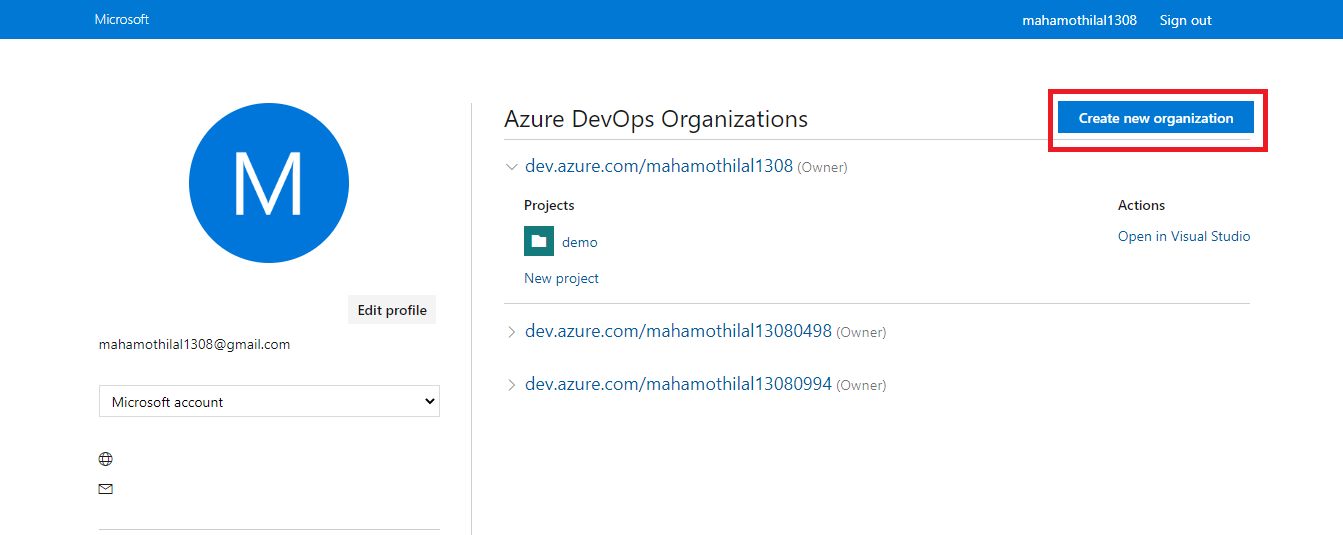 Microsoft
mahamothilal1308 Sign out
M
Edit profile
mahamothilal1308@gmail.com
Microsoft account
Azure DevOps Organizations
Create new organization
dev.azure.com/mahamothilal1308 (Owner)
Projects
Actions
demo
Open in Visual Studio
New project
dev.azure.com/mahamothilal13080498 (Owner)
dev.azure.com/mahamothilal13080994 (Owner)